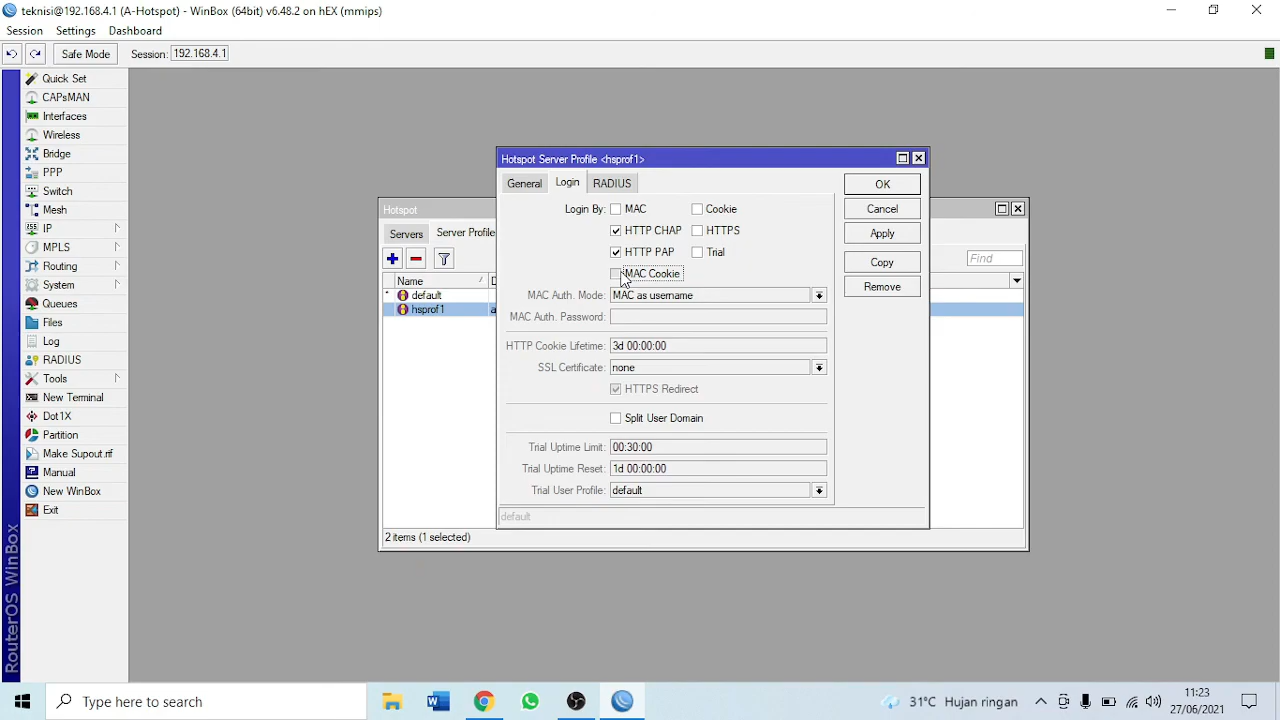 teknisi@192.168.4.1 (A-Hotspot) - WinBox (64bit) v6.48.2 on hEX (mmips)
Session Settings Dashboard
Safe Mode Session: 192.168.4.1
Quick Set
CAPsMAN
Interfaces
Wireless
Bridge
PPP
Switch
Mesh
IP
MPLS
Routing
System
Queues
Files
Log
RADIUS
Tools
New Terminal
Dot1X
Partition
Make Supout.rif
Manual
New WinBox
Exit
RouterOS WinBox
Hotspot
Servers Server Profile
Find
Name
default
hsprof1 a
2 items (1 selected)
Hotspot Server Profile <hsprof1>
General Login RADIUS
Login By: MAC Cookie
HTTP CHAP HTTPS
HTTP PAP Trial
MAC Cookie
MAC Auth. Mode: MAC as username
MAC Auth. Password:
HTTP Cookie Lifetime: 3d 00:00:00
SSL Certificate: none
HTTPS Redirect
Split User Domain
Trial Uptime Limit: 00:30:00
Trial Uptime Reset: 1d 00:00:00
Trial User Profile: default
default
OK
Cancel
Apply
Copy
Remove
Type here to search
31°C Hujan ringan
11:23
27/06/2021